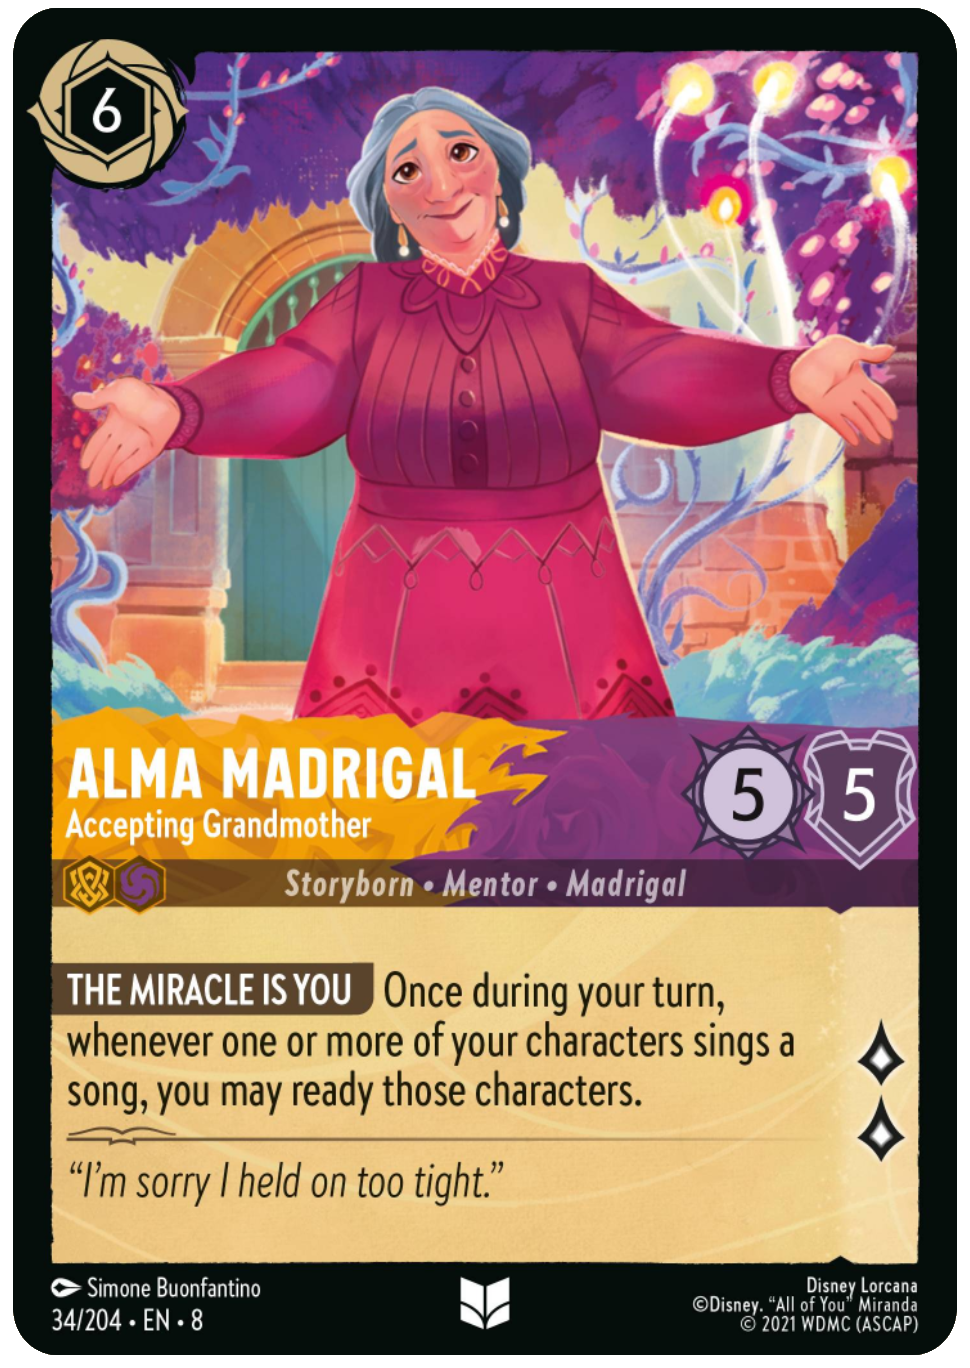 6
ALMA MADRIGAL
Accepting Grandmother
5 5
Storyborn • Mentor • Madrigal
THE MIRACLE IS YOU Once during your turn,
whenever one or more of your characters sings a
song, you may ready those characters.
“I’m sorry I held on too tight.”
Simone Buonfantino
34/204 • EN • 8
Disney Lorcana
©Disney. “All of You” Miranda
© 2021 WDMC (ASCAP)